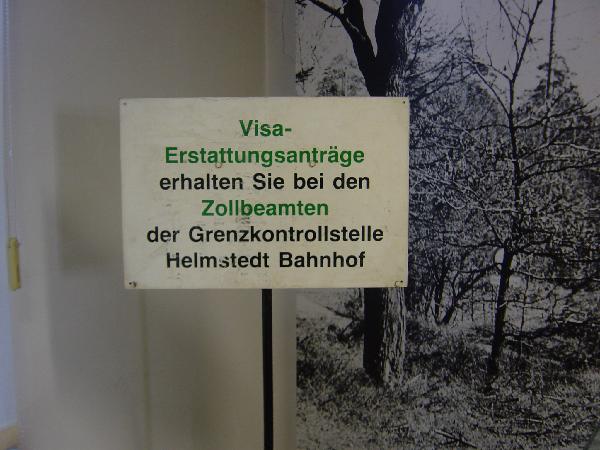 Visa-
Erstattungsanträge
erhalten Sie bei den
Zollbeamten
der Grenzkontrollstelle
Helmstedt Bahnhof